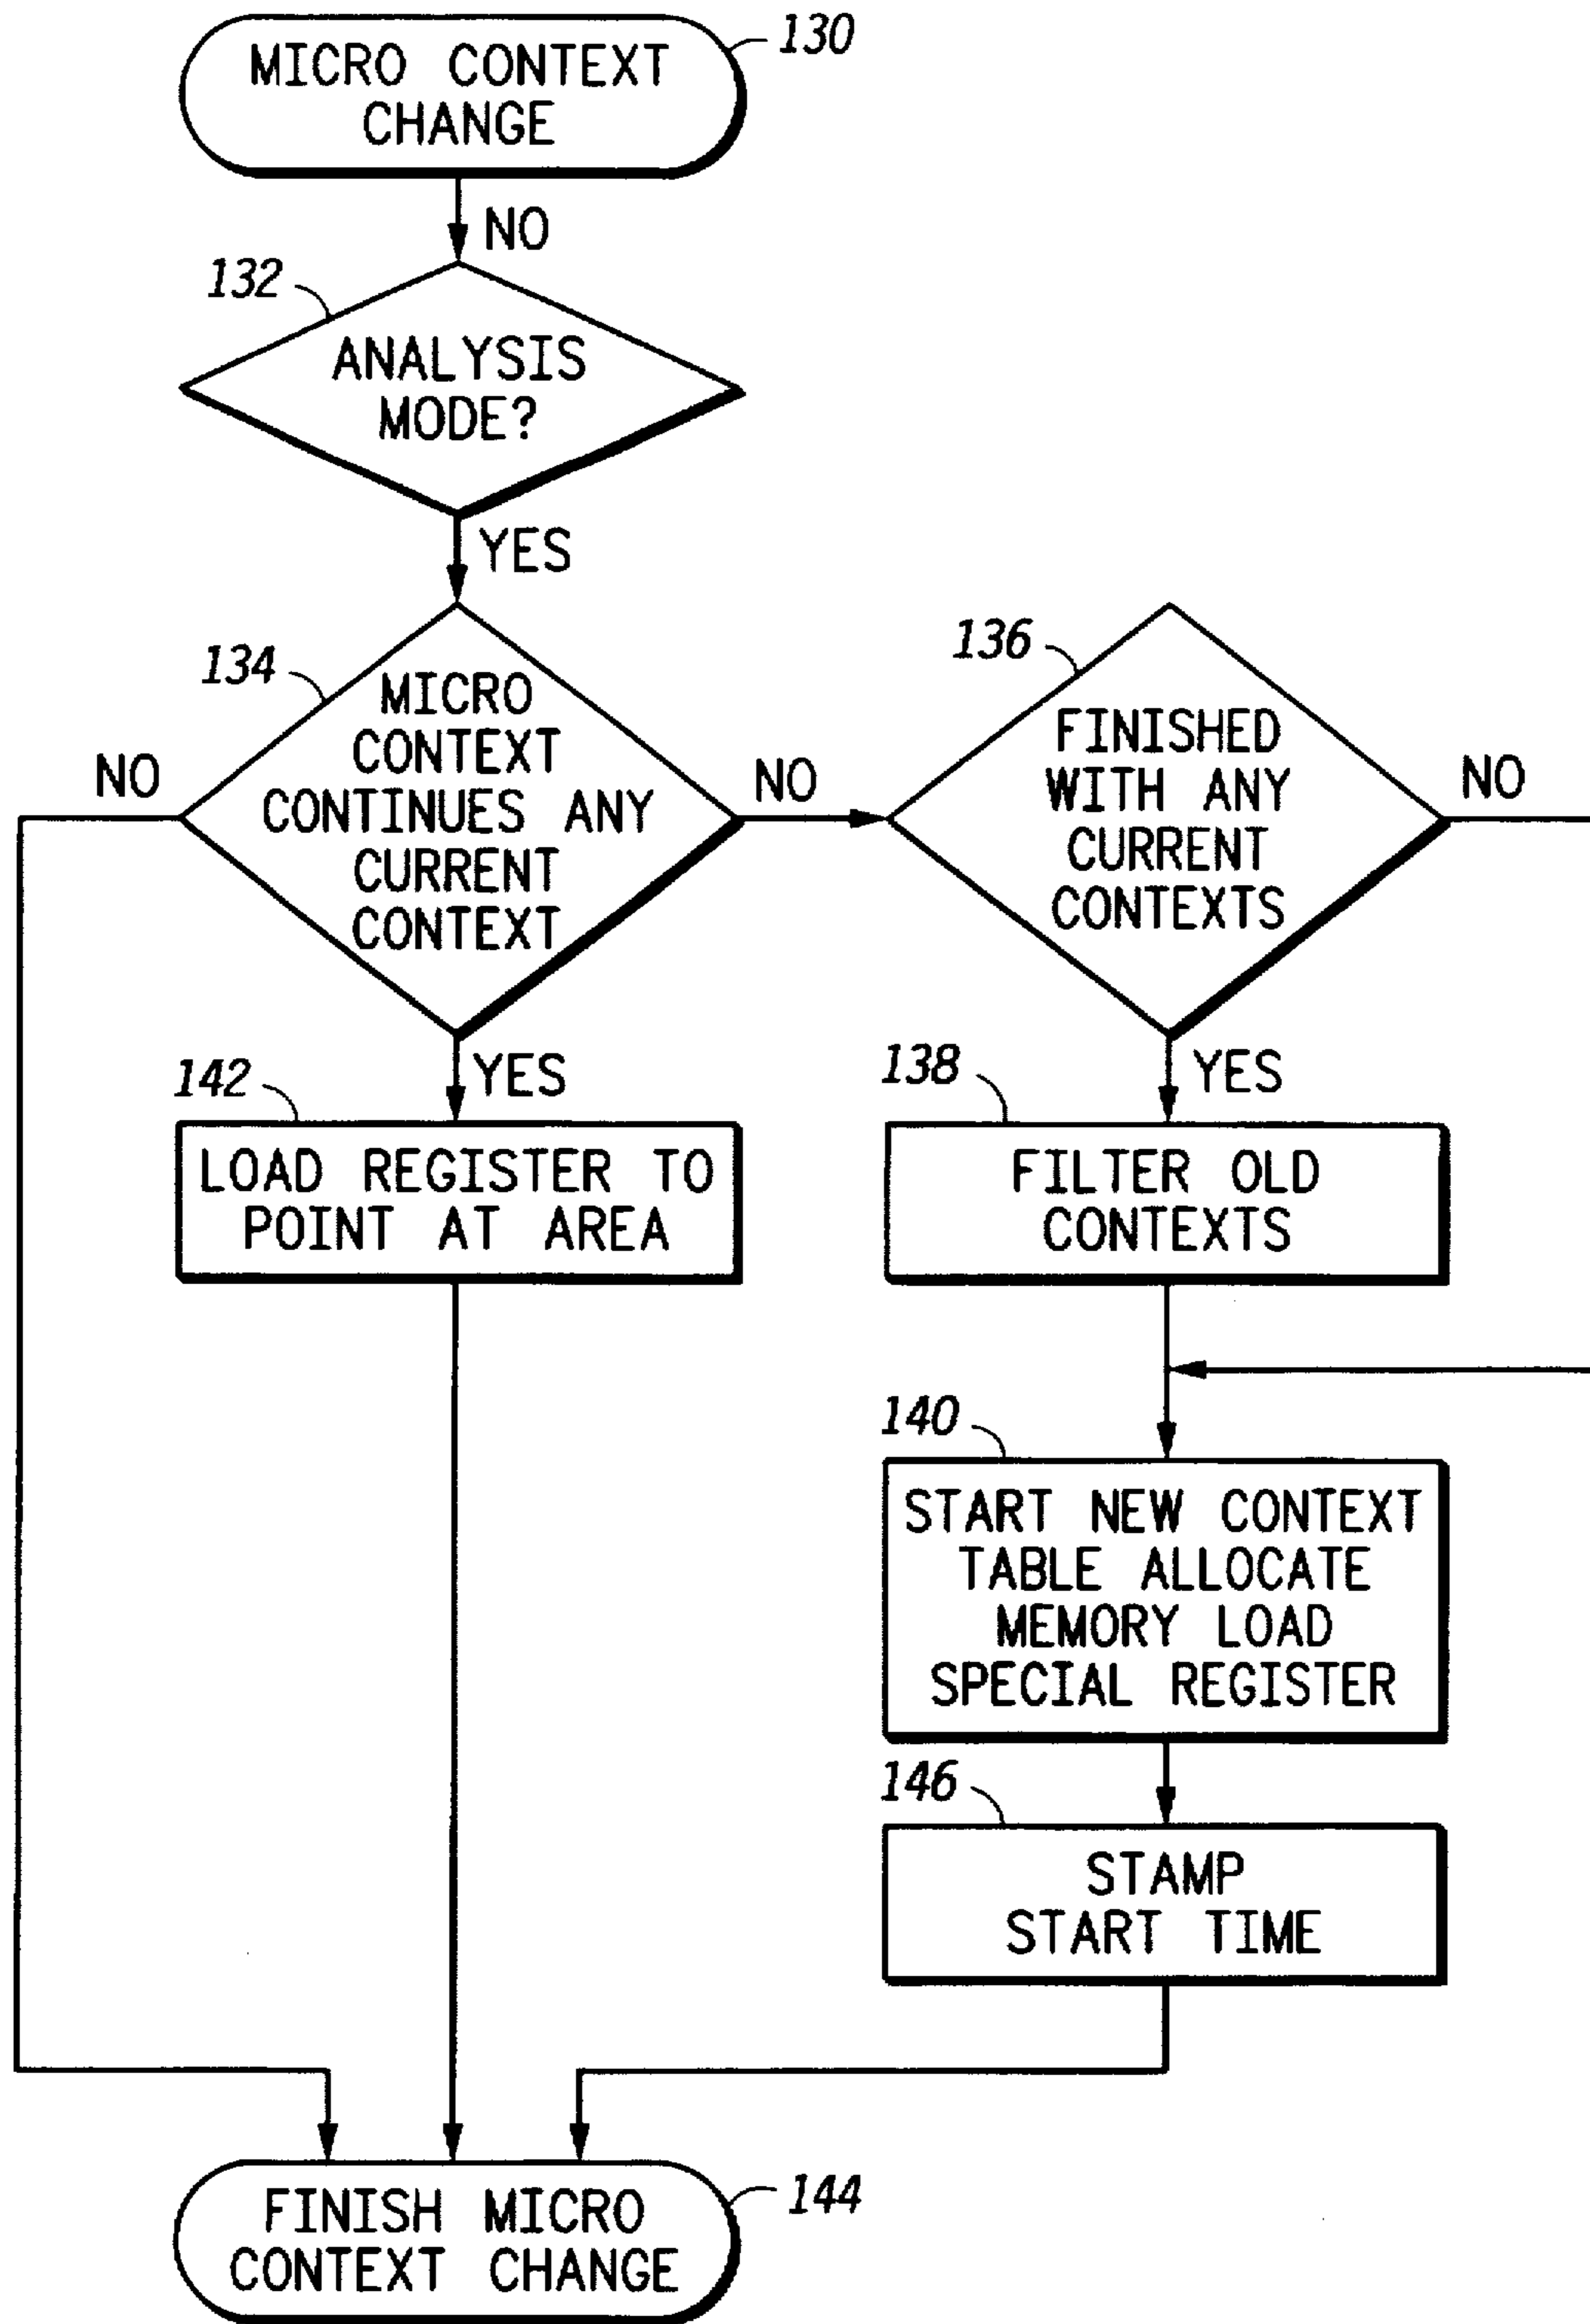 MICRO CONTEXT
CHANGE
130
NO
132
ANALYSIS
MODE?
YES
134
MICRO
CONTEXT
CONTINUES ANY
CURRENT
CONTEXT
NO
NO
136
FINISHED
WITH ANY
CURRENT
CONTEXTS
NO
142
YES
LOAD REGISTER TO
POINT AT AREA
138
YES
FILTER OLD
CONTEXTS
140
START NEW CONTEXT
TABLE ALLOCATE
MEMORY LOAD
SPECIAL REGISTER
146
STAMP
START TIME
FINISH MICRO
CONTEXT CHANGE
144